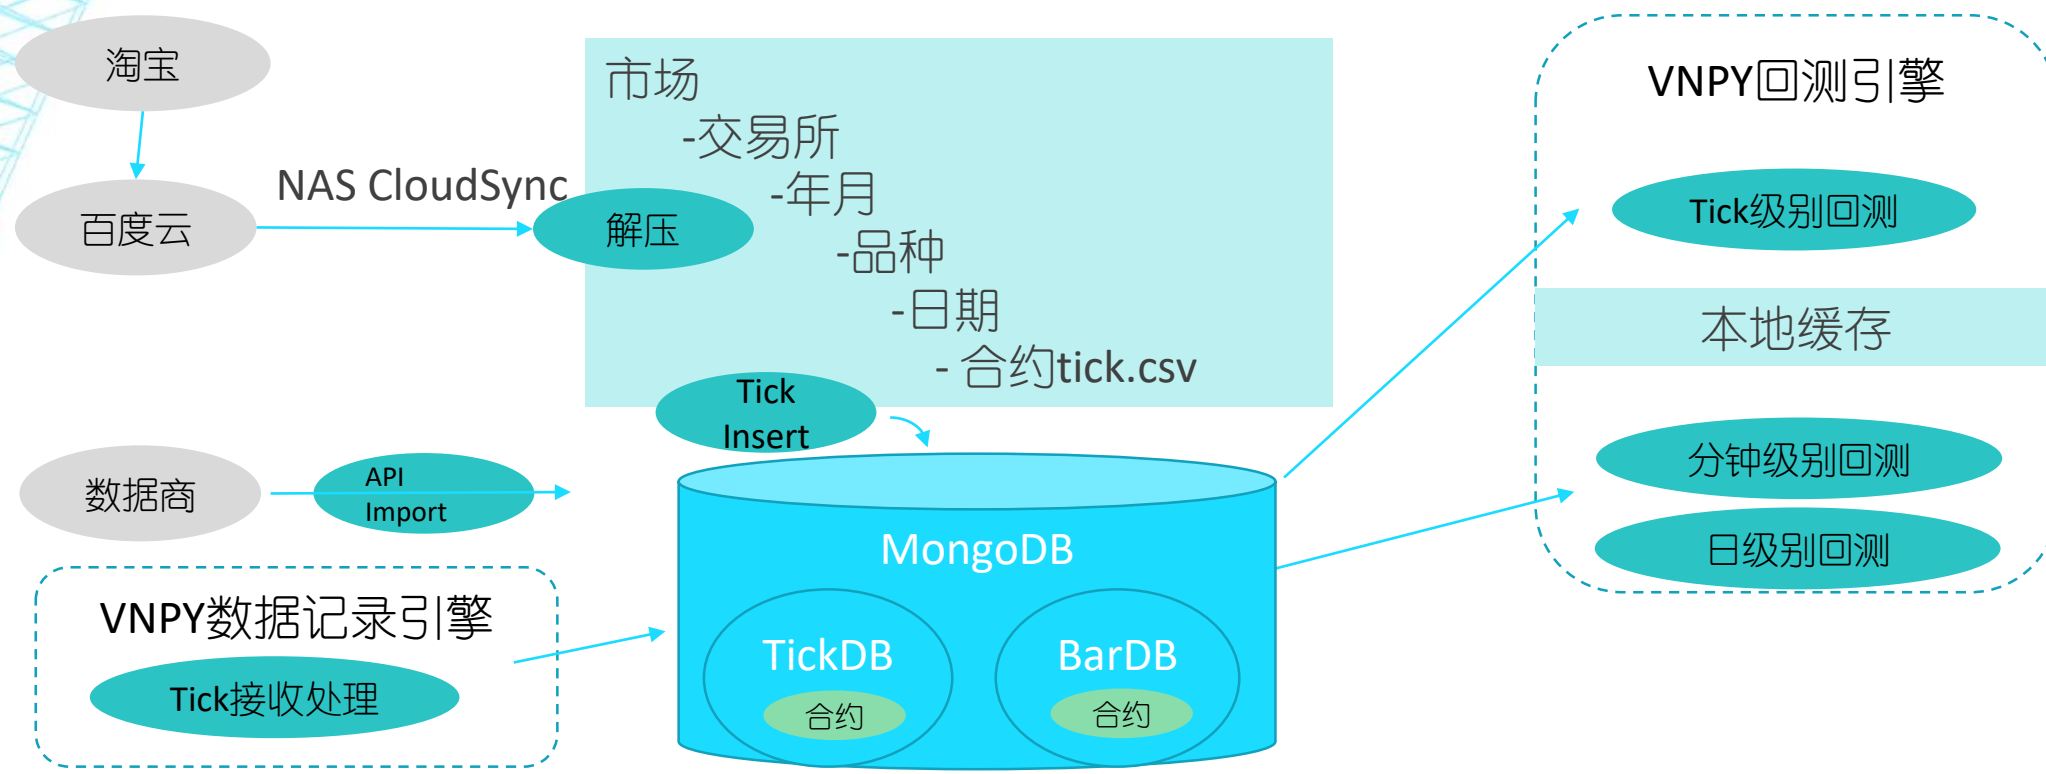 淘宝
百度云
NAS CloudSync
解压
市场
-交易所
-年月
-品种
-日期
- 合约tick.csv
Tick
Insert
数据商
API
Import
VNPY数据记录引擎
Tick接收处理
MongoDB
TickDB
合约
BarDB
合约
VNPY回测引擎
Tick级别回测
本地缓存
分钟级别回测
日级别回测